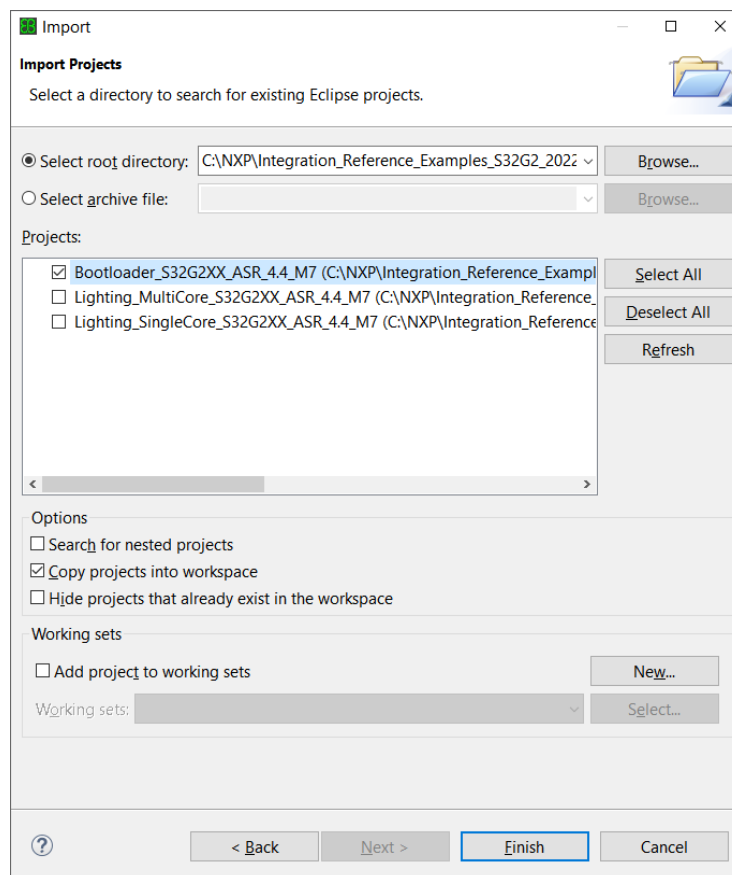 Import
Import Projects
Select a directory to search for existing Eclipse projects.
Select root directory: C:\NXP\Integration_Reference_Examples_S32G2_2022 Browse...
Select archive file: Browse...
Projects:
Bootloader_S32G2XX_ASR_4.4_M7 (C:\NXP\Integration_Reference_Exampl Select All
Lighting_MultiCore_S32G2XX_ASR_4.4_M7 (C:\NXP\Integration_Reference_
Deselect All
Lighting_SingleCore_S32G2XX_ASR_4.4_M7 (C:\NXP\Integration_Reference
Refresh
Options
Search for nested projects
Copy projects into workspace
Hide projects that already exist in the workspace
Working sets
Add project to working sets New...
Working sets: Select...
? < Back Next > Finish Cancel